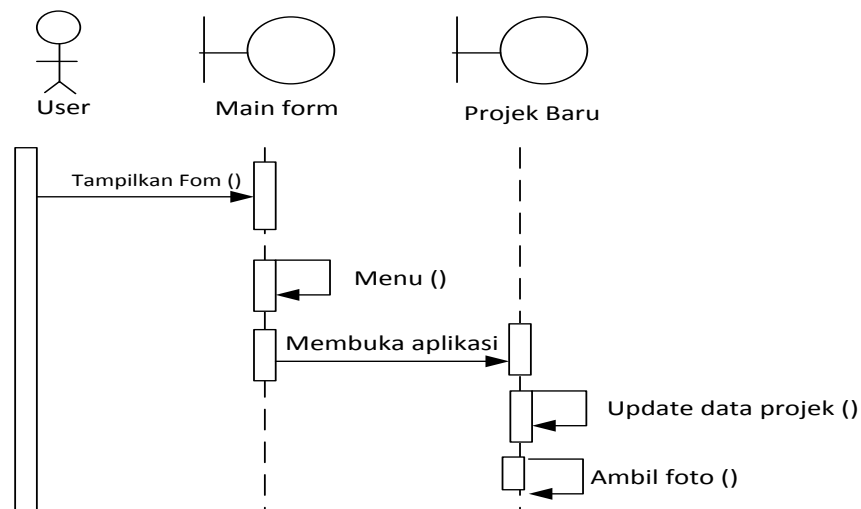 User
Main form
Projek Baru
Tampilkan Fom ()
Menu ()
Membuka aplikasi
Update data projek ()
Ambil foto ()